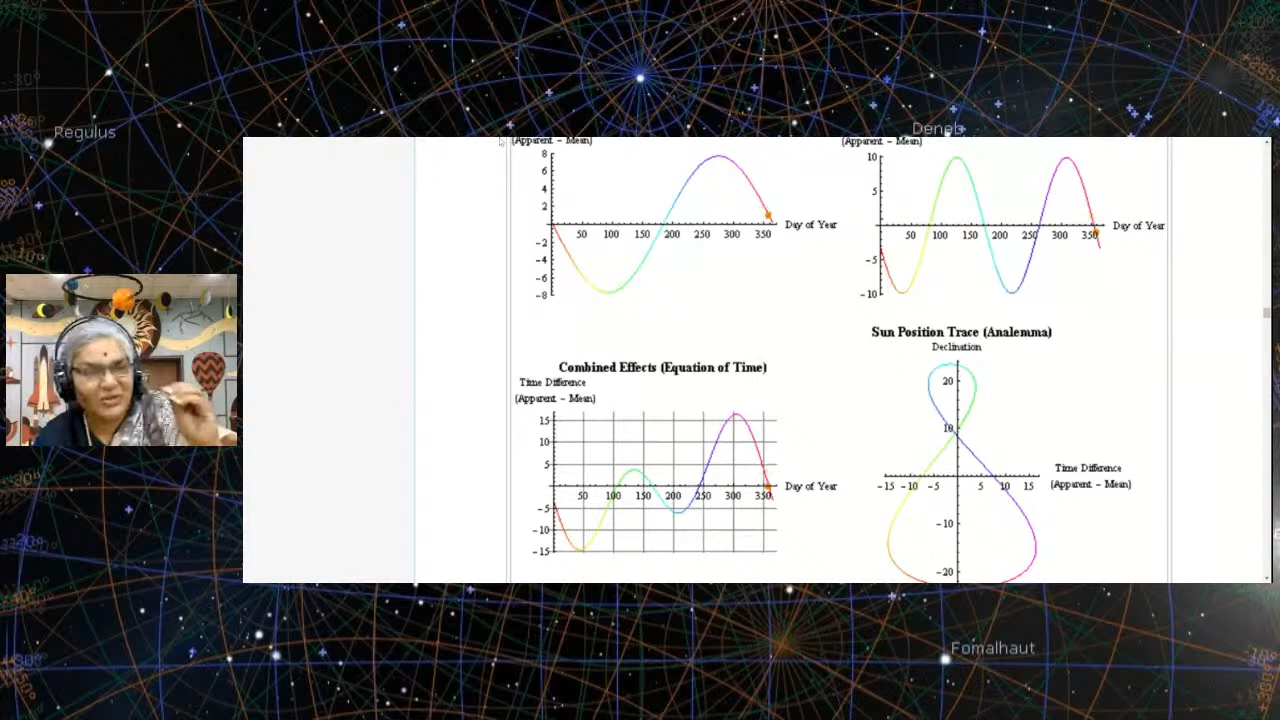 Regulus
Deneb
(Apparent - Mean)
8
6
4
2
-2
-4
-6
-8
50 100 150 200 250 300 350
Day of Year
(Apparent - Mean)
10
5
-5
-10
50 100 150 200 250 300 350
Day of Year
Combined Effects (Equation of Time)
Time Difference
(Apparent - Mean)
15
10
5
-5
-10
-15
50 100 150 200 250 300 350
Day of Year
Sun Position Trace (Analemma)
Declination
20
10
-10
-20
-15 -10 -5 5 10 15
Time Difference
(Apparent - Mean)
Fomalhaut